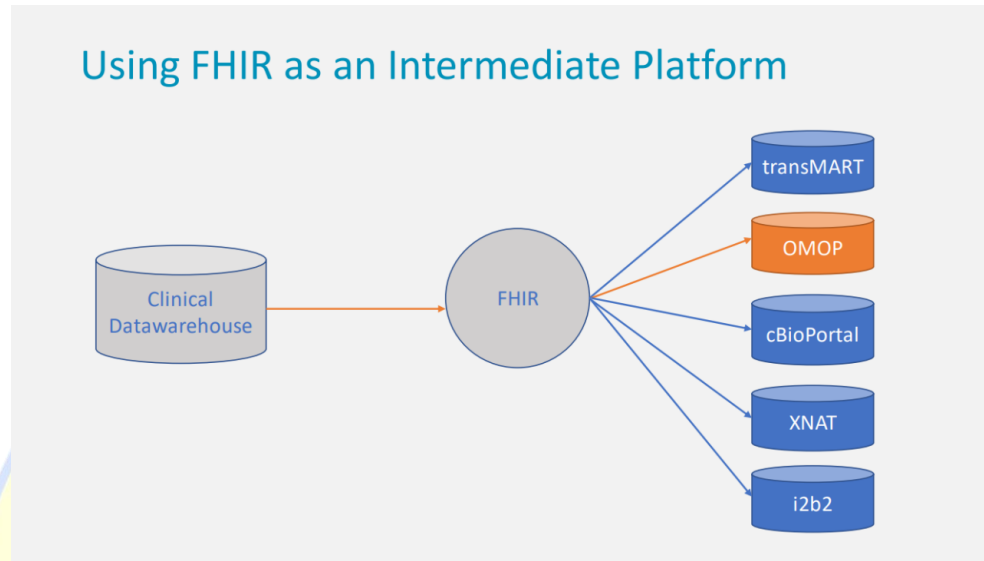 Using FHIR as an Intermediate Platform
transMART
OMOP
Clinical
Datawarehouse
FHIR
cBioPortal
XNAT
i2b2